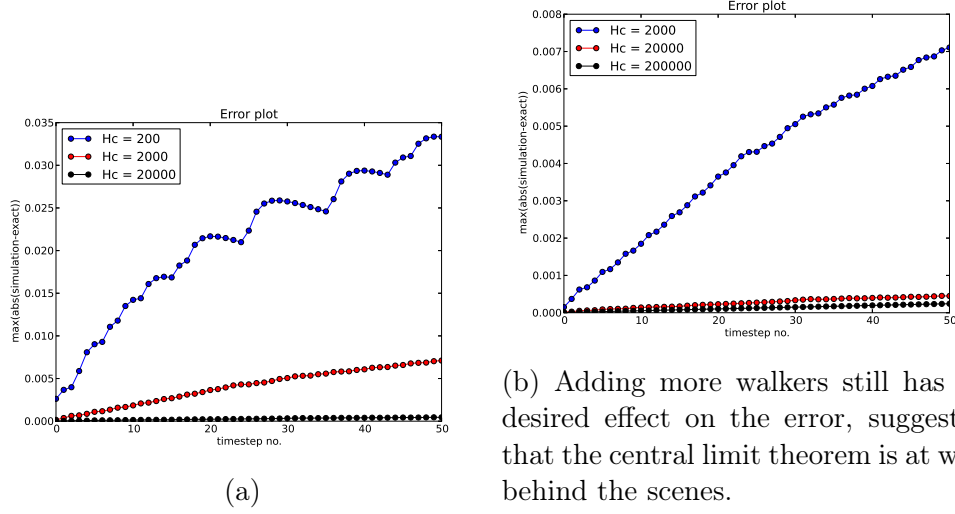 Error plot
0.035
0.030
0.025
0.020
0.015
0.010
0.005
0.000
max(abs(simulation-exact))
Hc = 200
Hc = 2000
Hc = 20000
0 10 20 30 40 50
timestep no.
(a)
Error plot
0.008
0.007
0.006
0.005
0.004
0.003
0.002
0.001
0.000
max(abs(simulation-exact))
Hc = 2000
Hc = 20000
Hc = 200000
0 10 20 30 40 50
timestep no.
(b) Adding more walkers still has
desired effect on the error, suggest
that the central limit theorem is at w
behind the scenes.